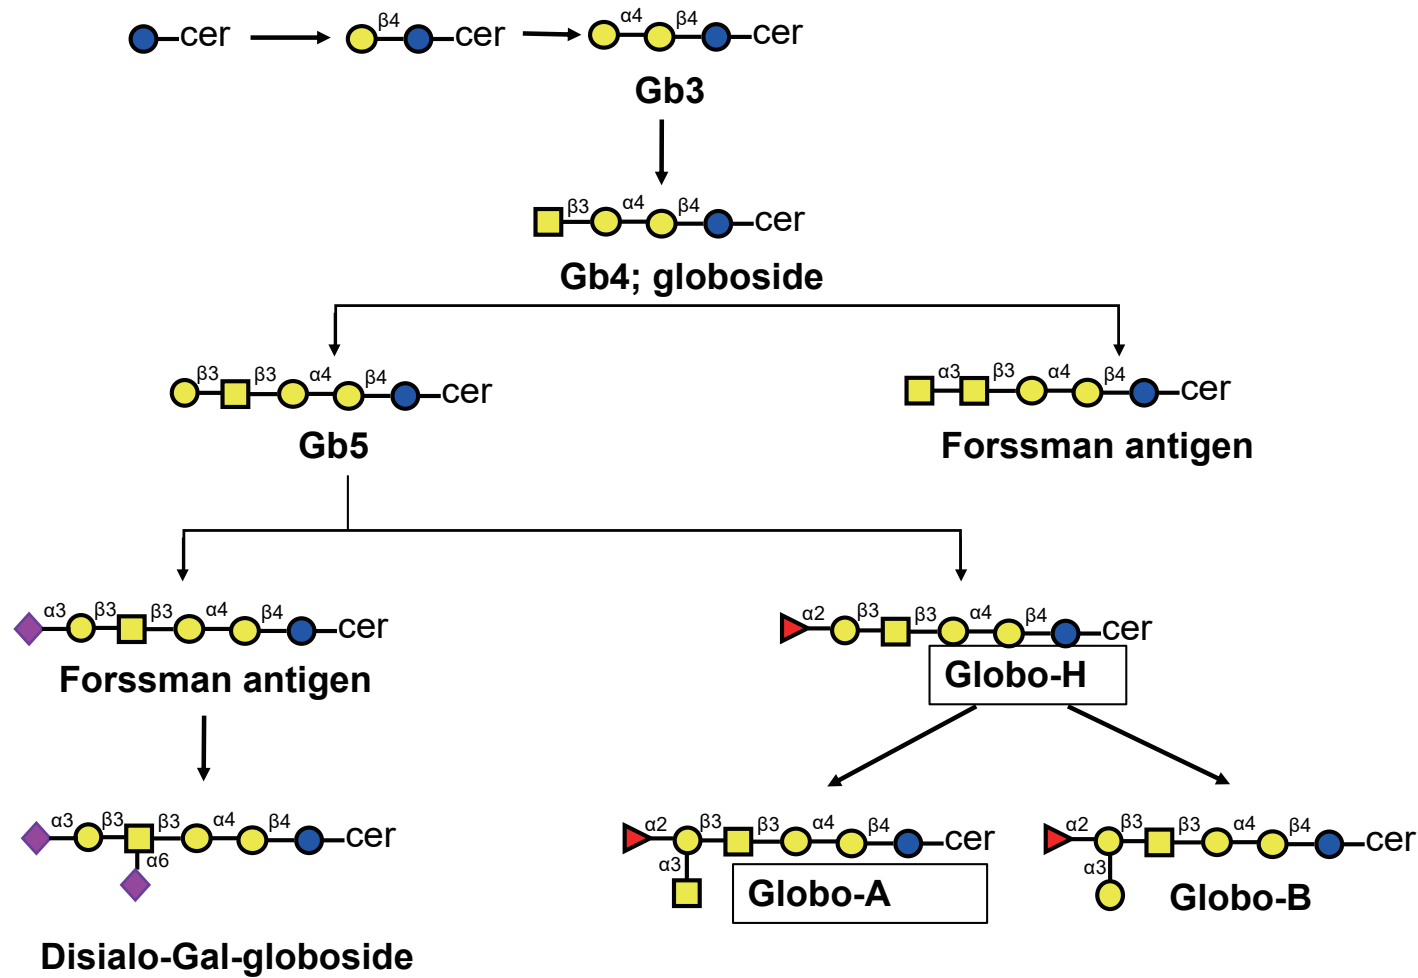 cer β4 cer α4 β4 cer
Gb3
β3 α4 β4 cer
Gb4; globoside
β3 β3 α4 β4 cer
Gb5
α3 β3 α4 β4 cer
Forssman antigen
α3 β3 β3 α4 β4 cer
Forssman antigen
α2 β3 β3 α4 β4 cer
Globo-H
α3 β3 β3 α4 β4 cer
α6
Disialo-Gal-globoside
α2 β3 β3 α4 β4 cer
α3
Globo-A
α2 β3 β3 α4 β4 cer
α3
Globo-B